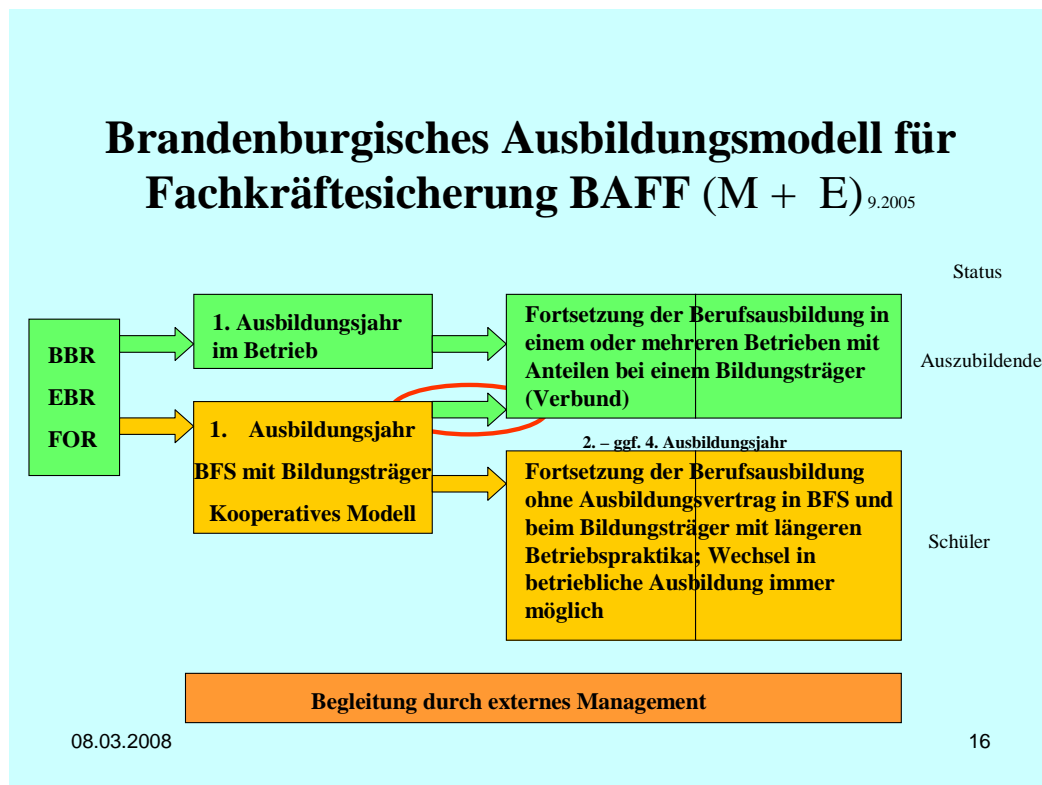 Brandenburgisches Ausbildungsmodell für
Fachkräftesicherung BAFF (M + E) 9.2005
Status
BBR
EBR
FOR
1. Ausbildungsjahr
im Betrieb
Fortsetzung der Berufsausbildung in
einem oder mehreren Betrieben mit
Anteilen bei einem Bildungsträger
(Verbund)
Auszubildende
1. Ausbildungsjahr
BFS mit Bildungsträger
Kooperatives Modell
2. – ggf. 4. Ausbildungsjahr
Fortsetzung der Berufsausbildung
ohne Ausbildungsvertrag in BFS und
beim Bildungsträger mit längeren
Betriebspraktika; Wechsel in
betriebliche Ausbildung immer
möglich
Schüler
Begleitung durch externes Management
08.03.2008
16